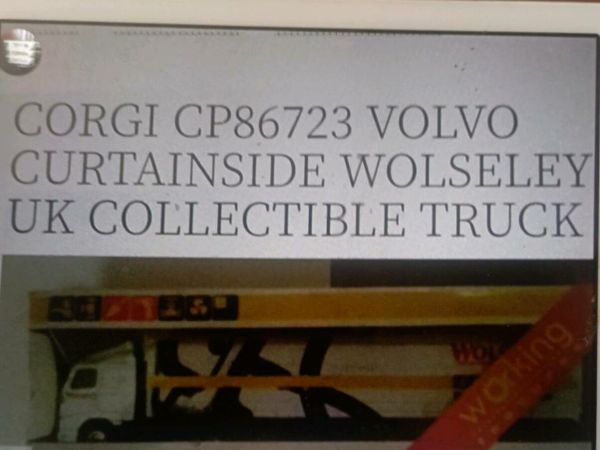 CORGI CP86723 VOLVO
CURTAINSIDE WOLSELEY
UK COLLECTIBLE TRUCK
working